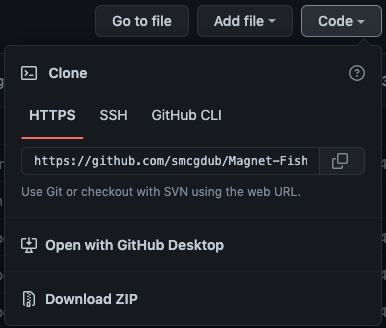 Go to file Add file Code
Clone
HTTPS SSH GitHub CLI
https://github.com/smcgdub/Magnet-Fish
Use Git or checkout with SVN using the web URL.
Open with GitHub Desktop
Download ZIP